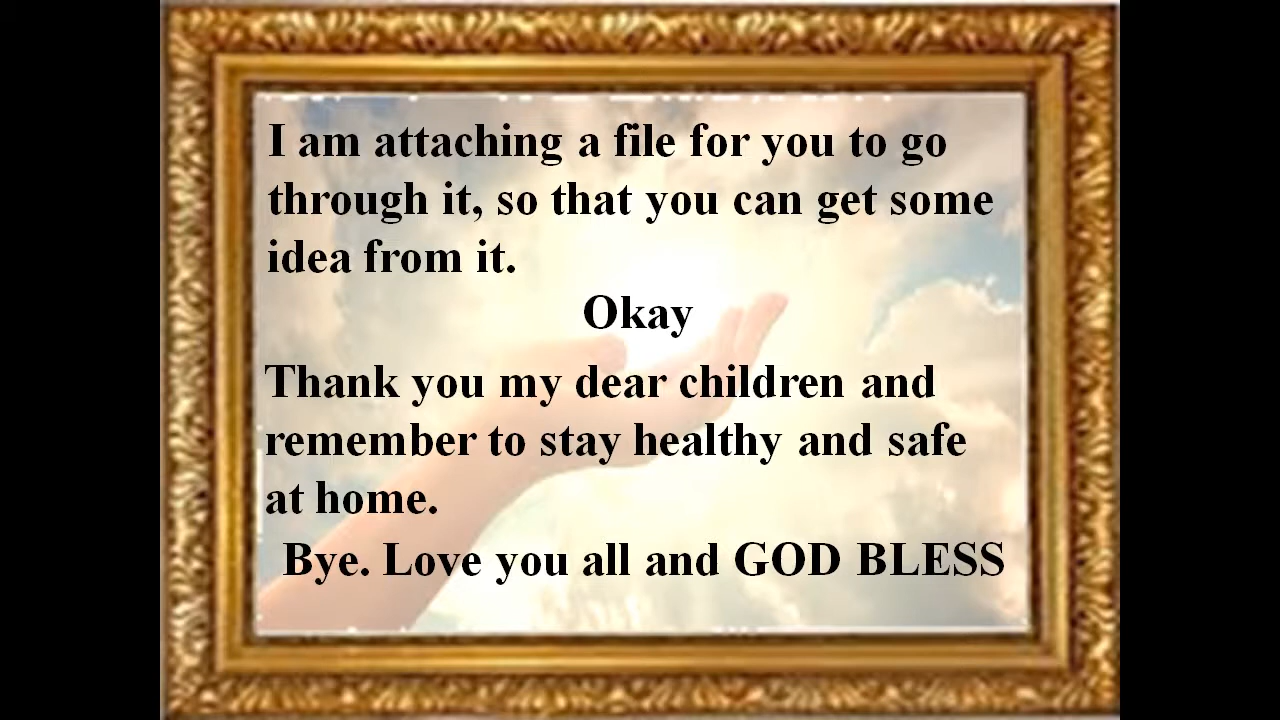 I am attaching a file for you to go
through it, so that you can get some
idea from it.
Okay
Thank you my dear children and
remember to stay healthy and safe
at home.
Bye. Love you all and GOD BLESS